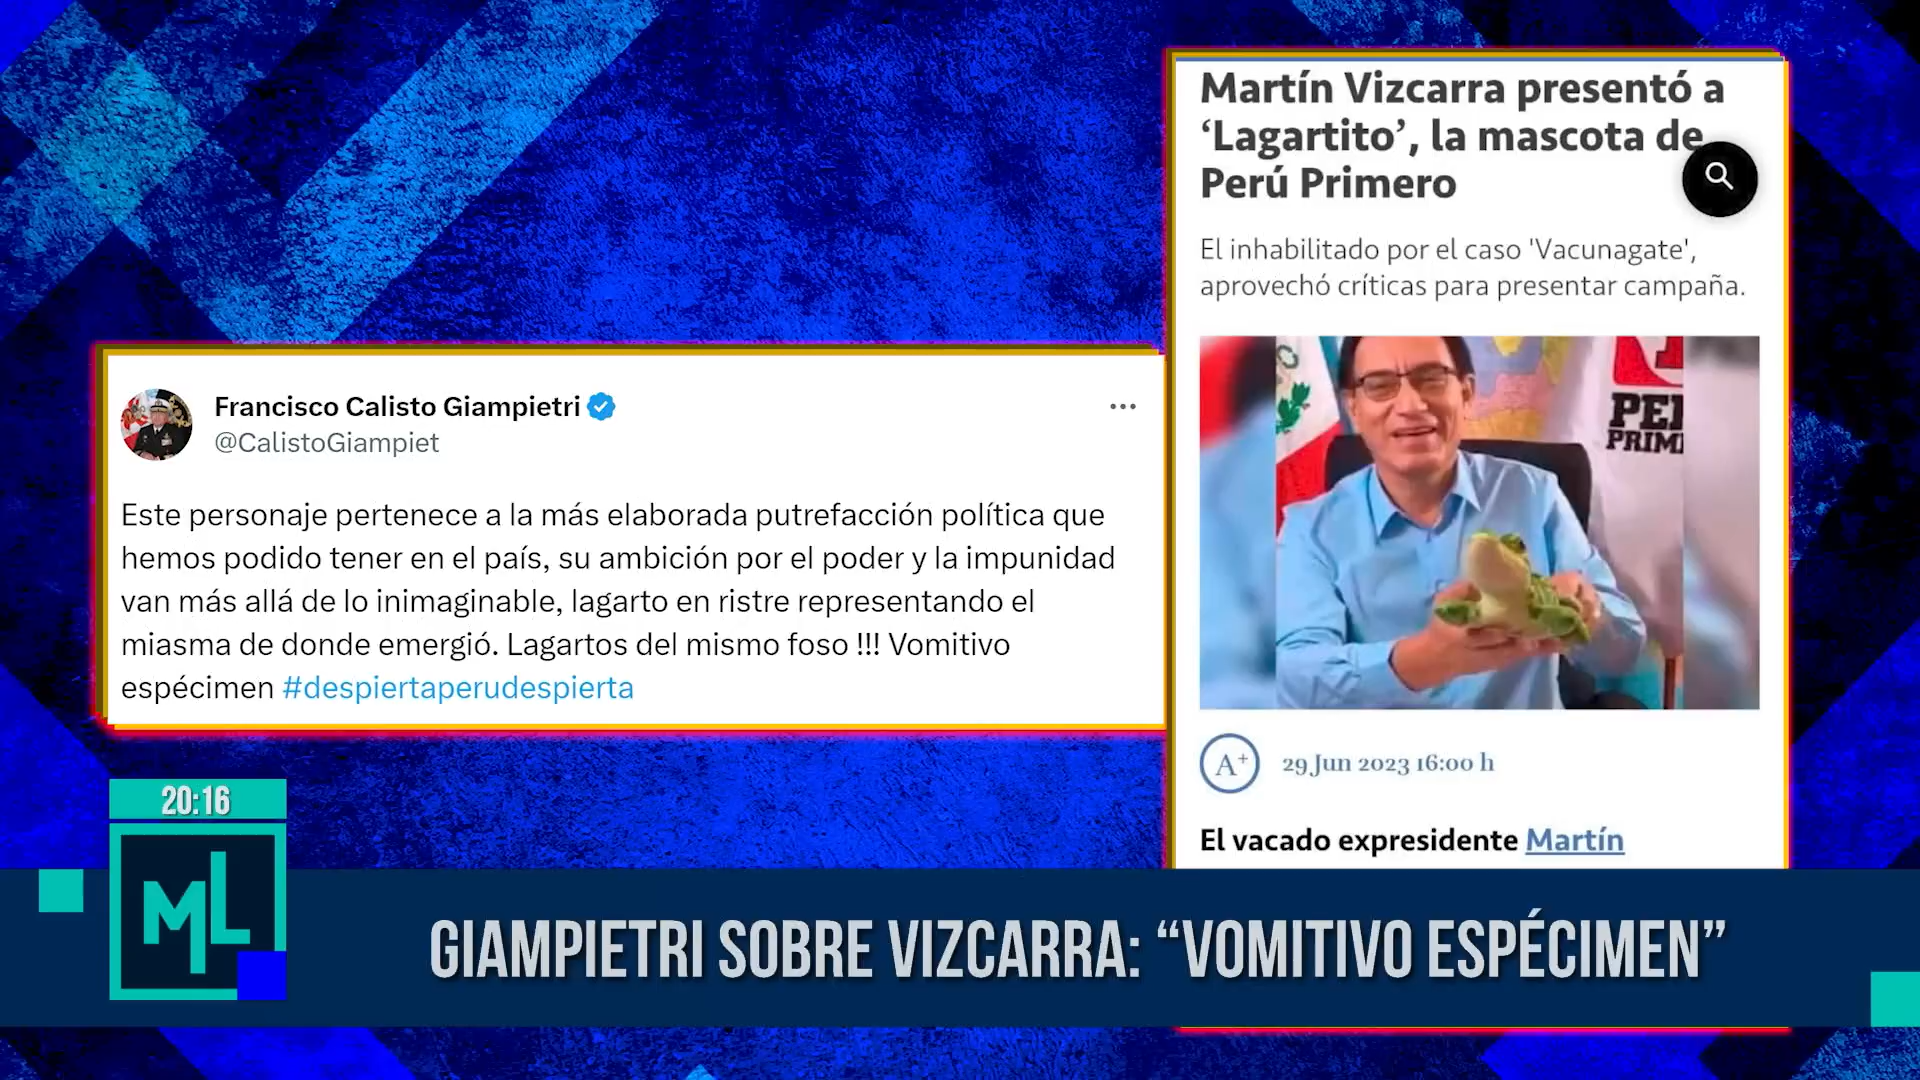 Martín Vizcarra presentó a
‘Lagartito’, la mascota de
Perú Primero
El inhabilitado por el caso 'Vacunagate',
aprovechó críticas para presentar campaña.
PRIM
A+
29 Jun 2023 16:00 h
El vacado expresidente Martín
Francisco Calisto Giampietri
@CalistoGiampiet
Este personaje pertenece a la más elaborada putrefacción política que
hemos podido tener en el país, su ambición por el poder y la impunidad
van más allá de lo inimaginable, lagarto en ristre representando el
miasma de donde emergió. Lagartos del mismo foso !!! Vomitivo
espécimen #despiertaperudespierta
20:16
ML
GIAMPIETRI SOBRE VIZCARRA: “VOMITIVO ESPÉCIMEN”